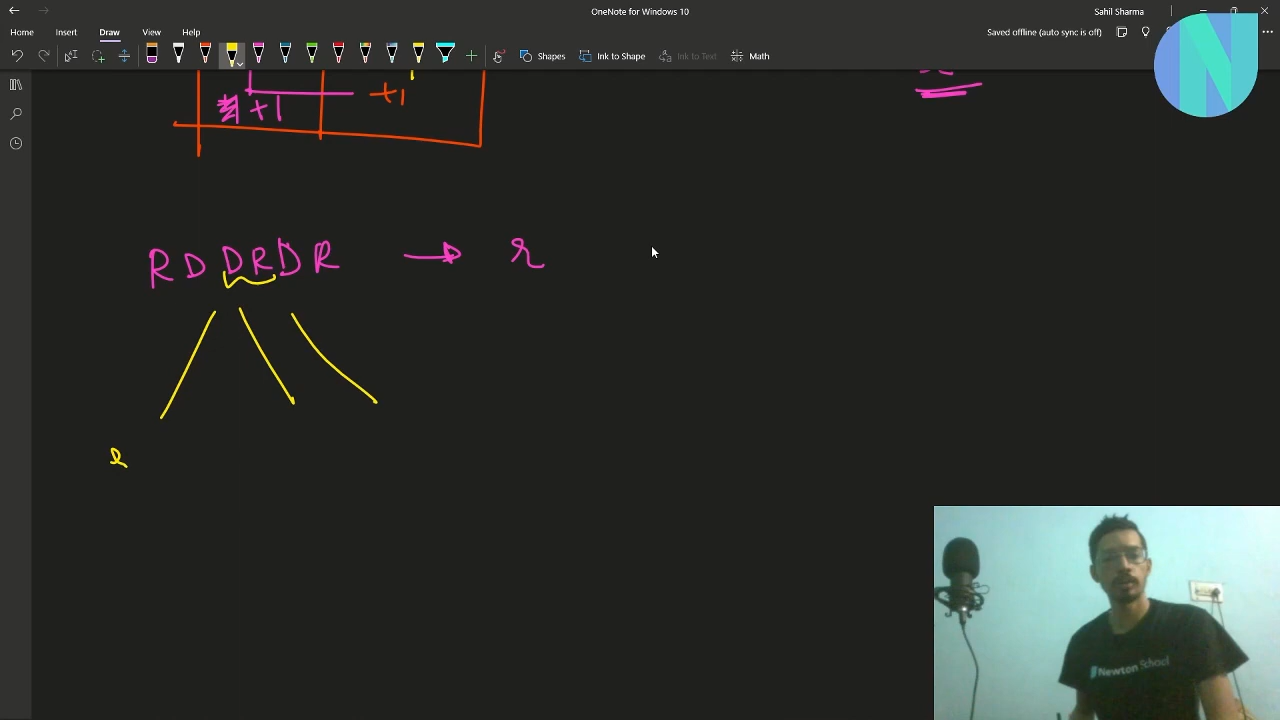 OneNote for Windows 10
Sahil Sharma
Home Insert Draw View Help
Saved offline (auto sync is off)
Shapes Ink to Shape Ink to Text Math
+1 +1
R D D R D R → r
Newton School